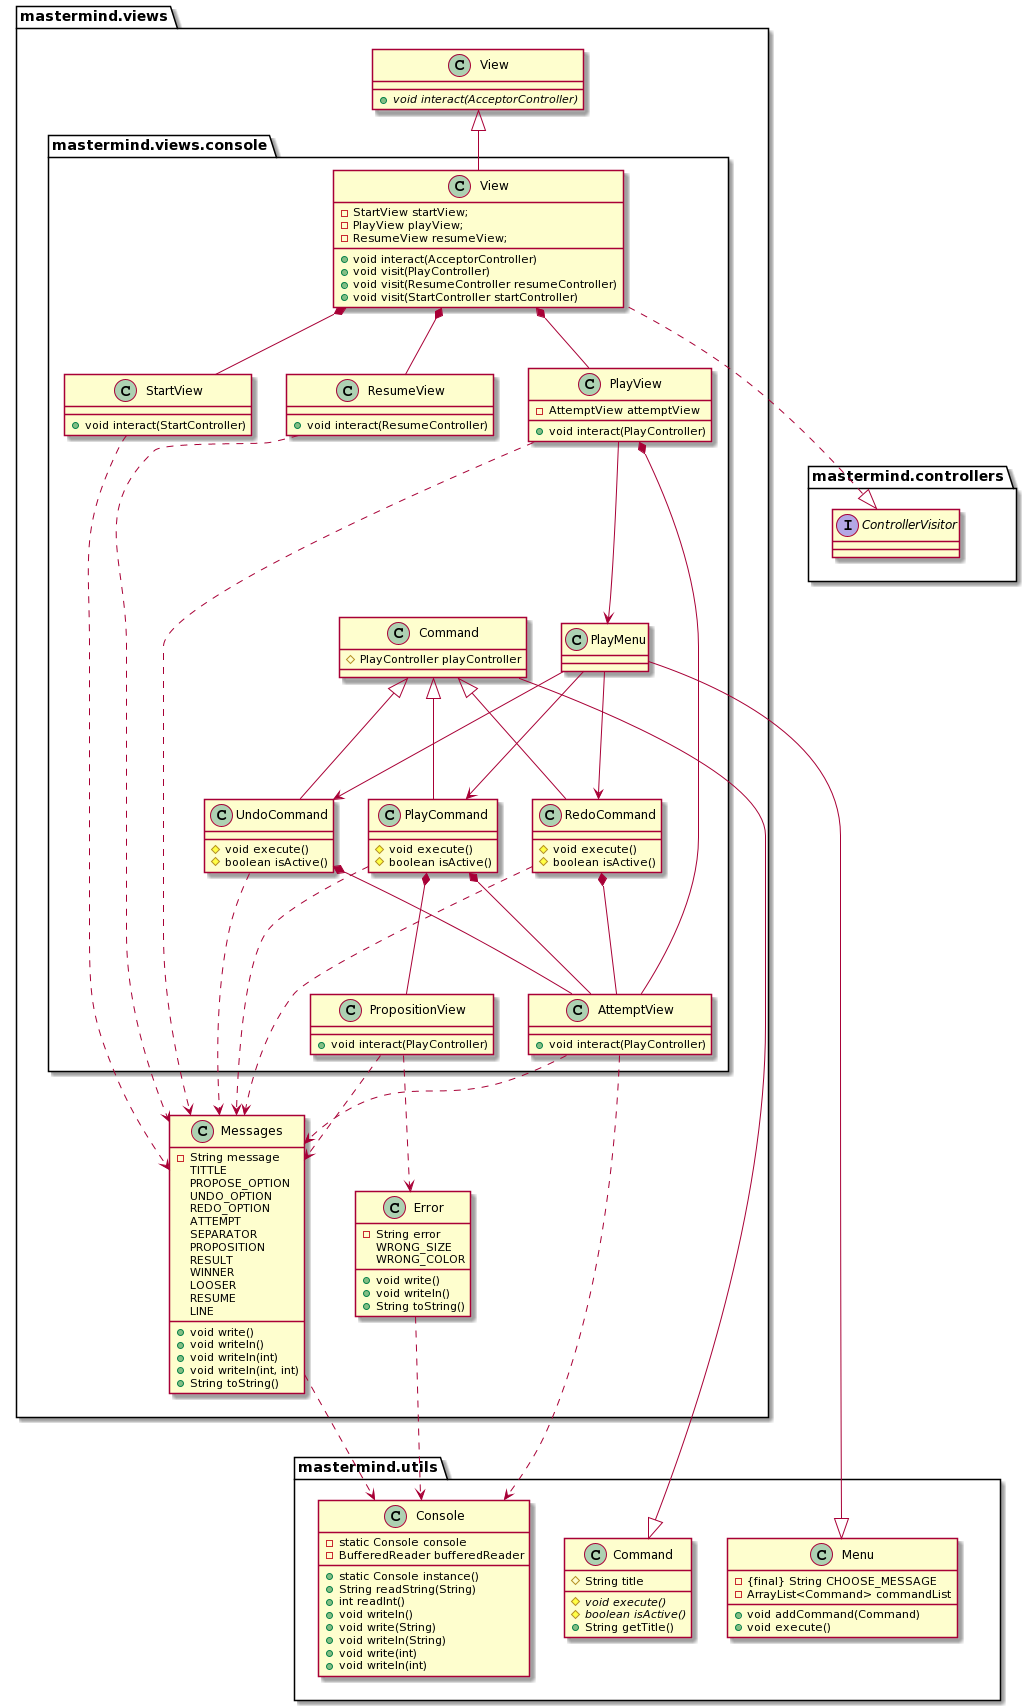 mastermind.views
C View
void interact(AcceptorController)
mastermind.views.console
C View
StartView startView;
PlayView playView;
ResumeView resumeView;
void interact(AcceptorController)
void visit(PlayController)
void visit(ResumeController resumeController)
void visit(StartController startController)
C StartView
void interact(StartController)
C ResumeView
void interact(ResumeController)
C PlayView
AttemptView attemptView
void interact(PlayController)
mastermind.controllers
I ControllerVisitor
C Command
PlayController playController
C PlayMenu
C UndoCommand
void execute()
boolean isActive()
C PlayCommand
void execute()
boolean isActive()
C RedoCommand
void execute()
boolean isActive()
C PropositionView
void interact(PlayController)
C AttemptView
void interact(PlayController)
C Messages
String message
TITTLE
PROPOSE_OPTION
UNDO_OPTION
REDO_OPTION
ATTEMPT
SEPARATOR
PROPOSITION
RESULT
WINNER
LOOSER
RESUME
LINE
void write()
void writeln()
void writeln(int)
void writeln(int, int)
String toString()
C Error
String error
WRONG_SIZE
WRONG_COLOR
void write()
void writeln()
String toString()
mastermind.utils
C Console
static Console console
BufferedReader bufferedReader
static Console instance()
String readString(String)
int readInt()
void writeln()
void write(String)
void writeln(String)
void write(int)
void writeln(int)
C Command
String title
void execute()
boolean isActive()
String getTitle()
C Menu
{final} String CHOOSE_MESSAGE
ArrayList<Command> commandList
void addCommand(Command)
void execute()